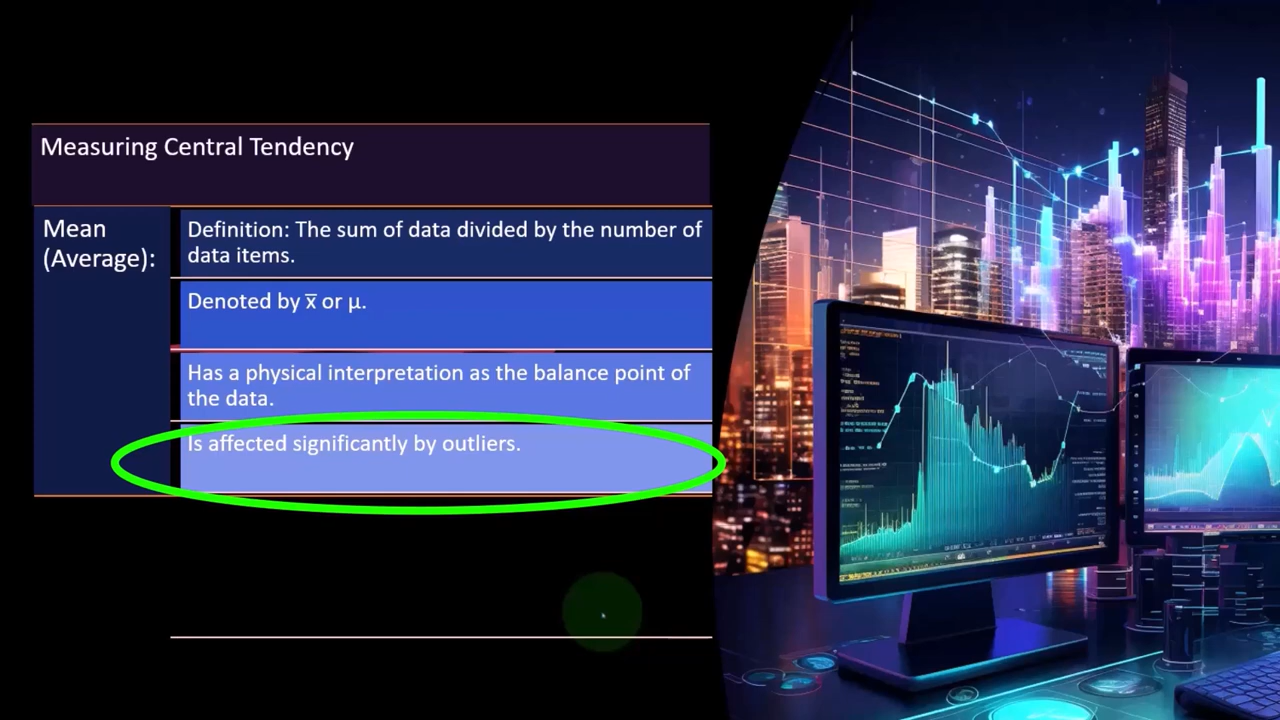 Measuring Central Tendency
Mean
(Average):
Definition: The sum of data divided by the number of
data items.
Denoted by x̅ or μ.
Has a physical interpretation as the balance point of
the data.
Is affected significantly by outliers.